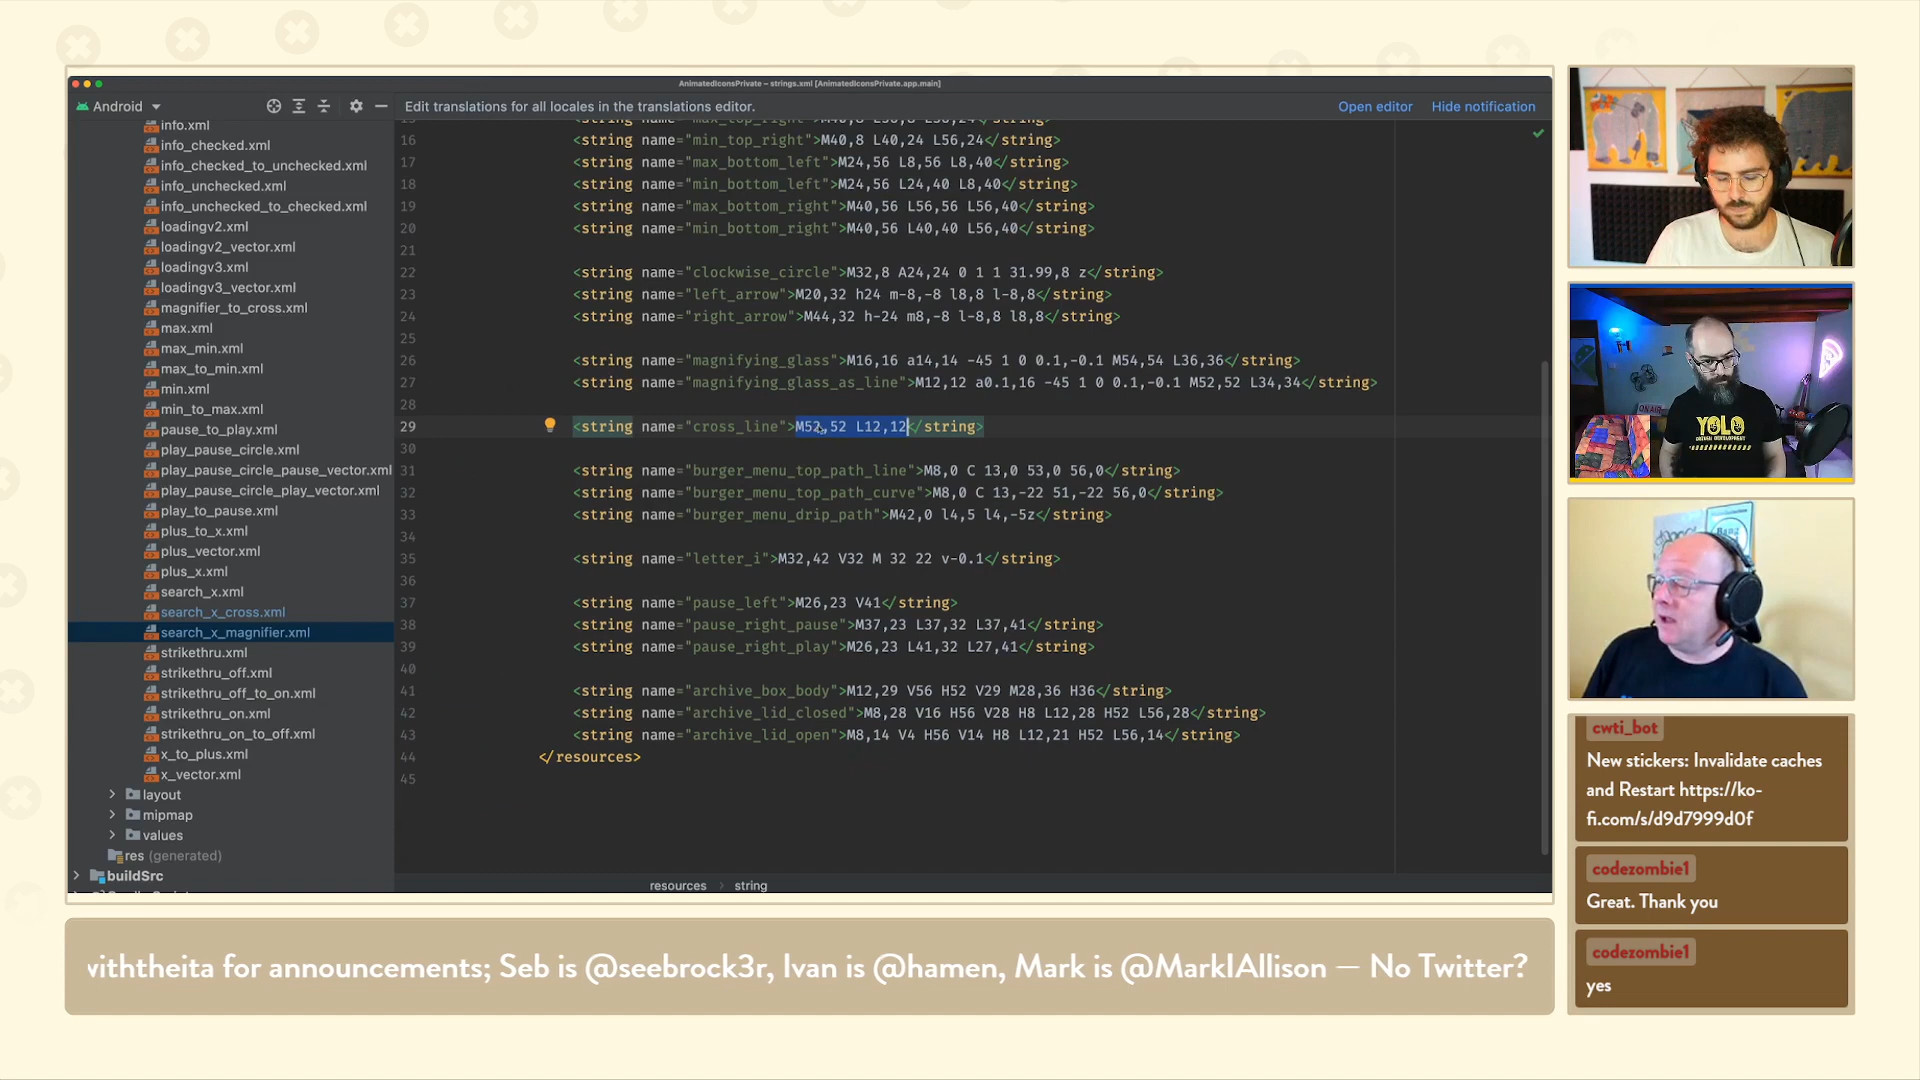 AnimatedIconsPrivate – strings.xml [AnimatedIconsPrivate.app.main]
Android
Edit translations for all locales in the translations editor.
Open editor
Hide notification
info.xml
info_checked.xml
info_checked_to_unchecked.xml
info_unchecked.xml
info_unchecked_to_checked.xml
loadingv2.xml
loadingv2_vector.xml
loadingv3.xml
loadingv3_vector.xml
magnifier_to_cross.xml
max.xml
max_min.xml
max_to_min.xml
min.xml
min_to_max.xml
pause_to_play.xml
play_pause_circle.xml
play_pause_circle_pause_vector.xml
play_pause_circle_play_vector.xml
play_to_pause.xml
plus_to_x.xml
plus_vector.xml
plus_x.xml
search_x.xml
search_x_cross.xml
search_x_magnifier.xml
strikethru.xml
strikethru_off.xml
strikethru_off_to_on.xml
strikethru_on.xml
strikethru_on_to_off.xml
x_to_plus.xml
x_vector.xml
layout
mipmap
values
res (generated)
buildSrc
16 <string name="min_top_right">M40,8 L40,24 L56,24</string>
17 <string name="max_bottom_left">M24,56 L8,56 L8,40</string>
18 <string name="min_bottom_left">M24,56 L24,40 L8,40</string>
19 <string name="max_bottom_right">M40,56 L56,56 L56,40</string>
20 <string name="min_bottom_right">M40,56 L40,40 L56,40</string>
21
22 <string name="clockwise_circle">M32,8 A24,24 0 1 1 31.99,8 z</string>
23 <string name="left_arrow">M20,32 h24 m-8,-8 l8,8 l-8,8</string>
24 <string name="right_arrow">M44,32 h-24 m8,-8 l-8,8 l8,8</string>
25
26 <string name="magnifying_glass">M16,16 a14,14 -45 1 0 0.1,-0.1 M54,54 L36,36</string>
27 <string name="magnifying_glass_as_line">M12,12 a0.1,16 -45 1 0 0.1,-0.1 M52,52 L34,34</string>
28
29 <string name="cross_line">M52,52 L12,12</string>
30
31 <string name="burger_menu_top_path_line">M8,0 C 13,0 53,0 56,0</string>
32 <string name="burger_menu_top_path_curve">M8,0 C 13,-22 51,-22 56,0</string>
33 <string name="burger_menu_drip_path">M42,0 l4,5 l4,-5z</string>
34
35 <string name="letter_i">M32,42 V32 M 32 22 v-0.1</string>
36
37 <string name="pause_left">M26,23 V41</string>
38 <string name="pause_right_pause">M37,23 L37,32 L37,41</string>
39 <string name="pause_right_play">M26,23 L41,32 L27,41</string>
40
41 <string name="archive_box_body">M12,29 V56 H52 V29 M28,36 H36</string>
42 <string name="archive_lid_closed">M8,28 V16 H56 V28 H8 L12,28 H52 L56,28</string>
43 <string name="archive_lid_open">M8,14 V4 H56 V14 H8 L12,21 H52 L56,14</string>
44 </resources>
45
resources > string
YOLO
ON AIR
cwti_bot
New stickers: Invalidate caches
and Restart https://ko-
fi.com/s/d9d7999d0f
codezombie1
Great. Thank you
codezombie1
yes
withtheita for announcements; Seb is @seebrock3r, Ivan is @hamen, Mark is @MarkIAllison — No Twitter?